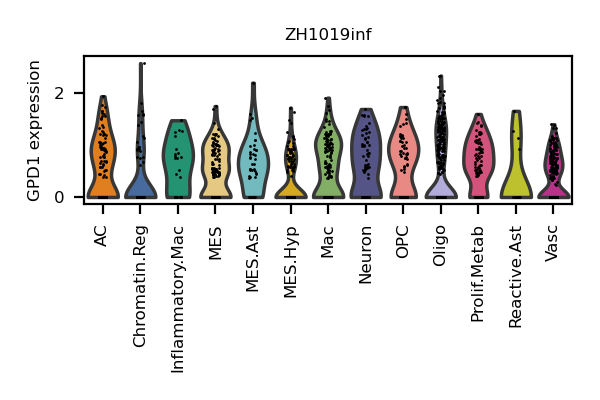 ZH1019inf
GPD1 expression
2
0
AC
Chromatin.Reg
Inflammatory.Mac
MES
MES.Ast
MES.Hyp
Mac
Neuron
OPC
Oligo
Prolif.Metab
Reactive.Ast
Vasc